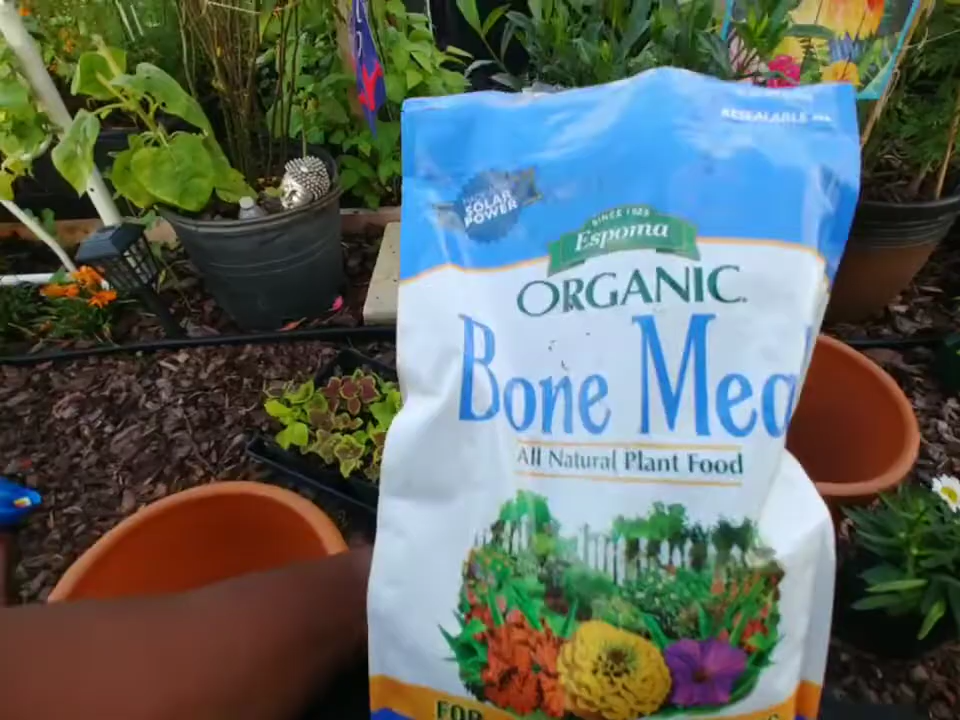 RESEALABLE
SOLAR
POWER
SINCE 1929
Espoma
ORGANIC
Bone Mea
All Natural Plant Food
FOR